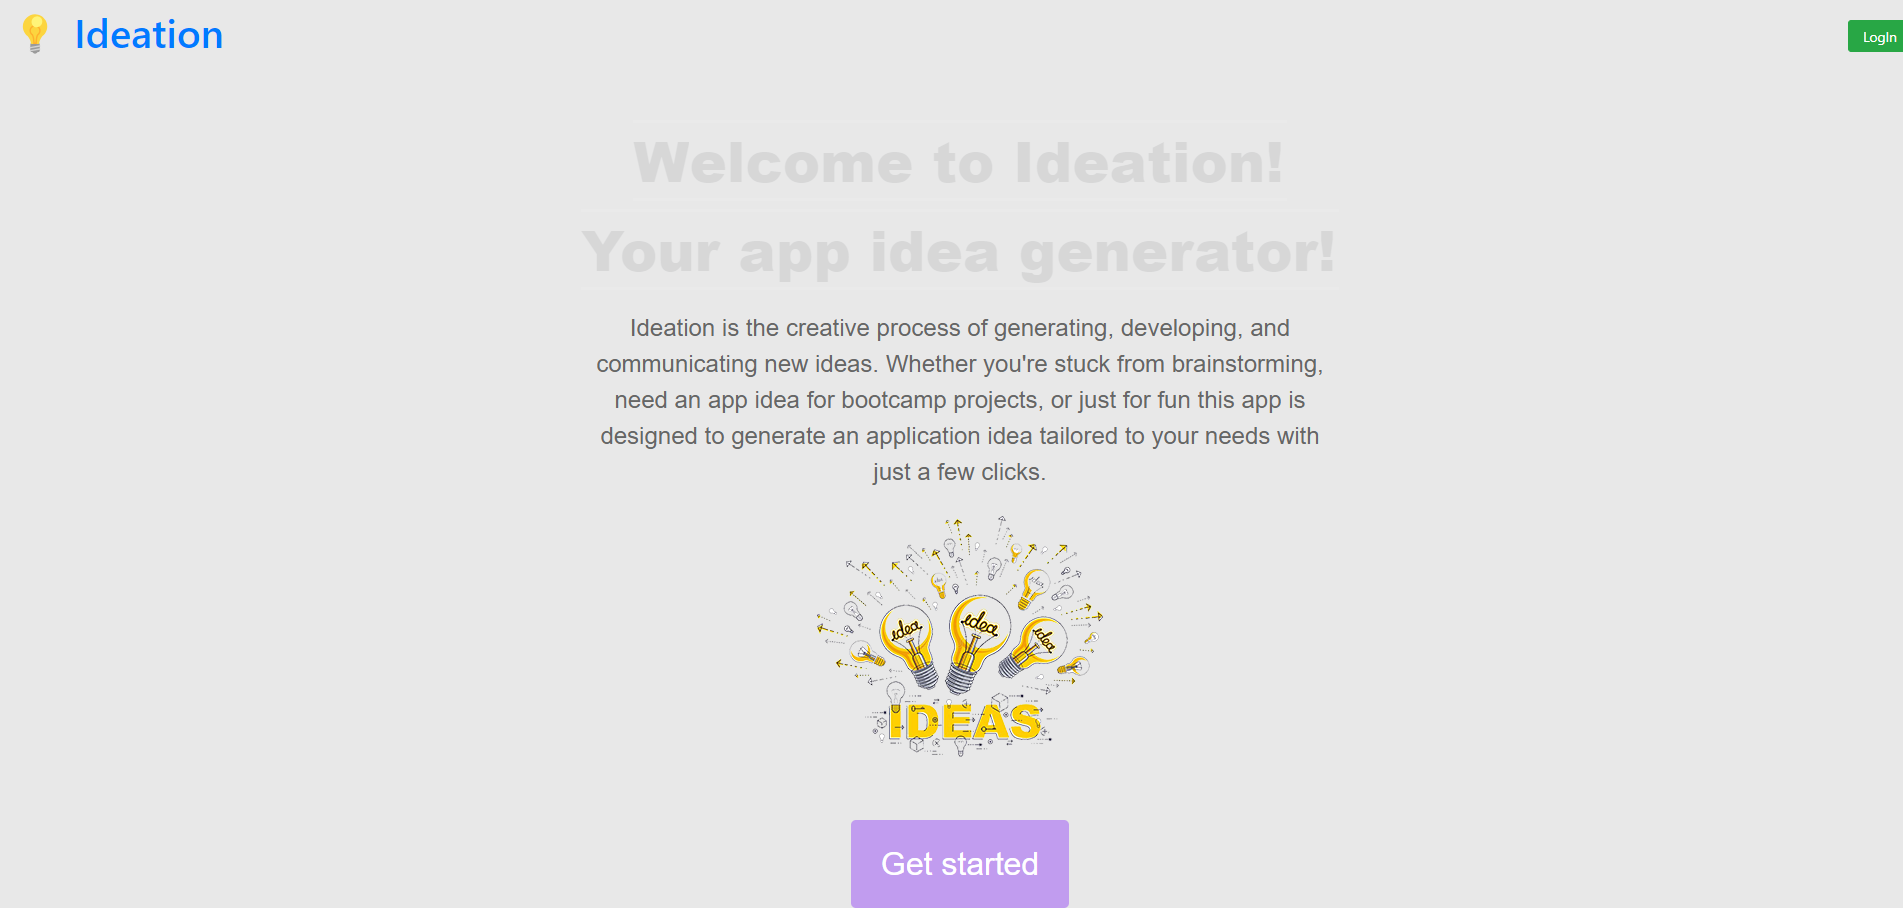 Ideation
LogIn
Welcome to Ideation!
Your app idea generator!
Ideation is the creative process of generating, developing, and
communicating new ideas. Whether you're stuck from brainstorming,
need an app idea for bootcamp projects, or just for fun this app is
designed to generate an application idea tailored to your needs with
just a few clicks.
idea
idea
idea
IDEAS
Get started